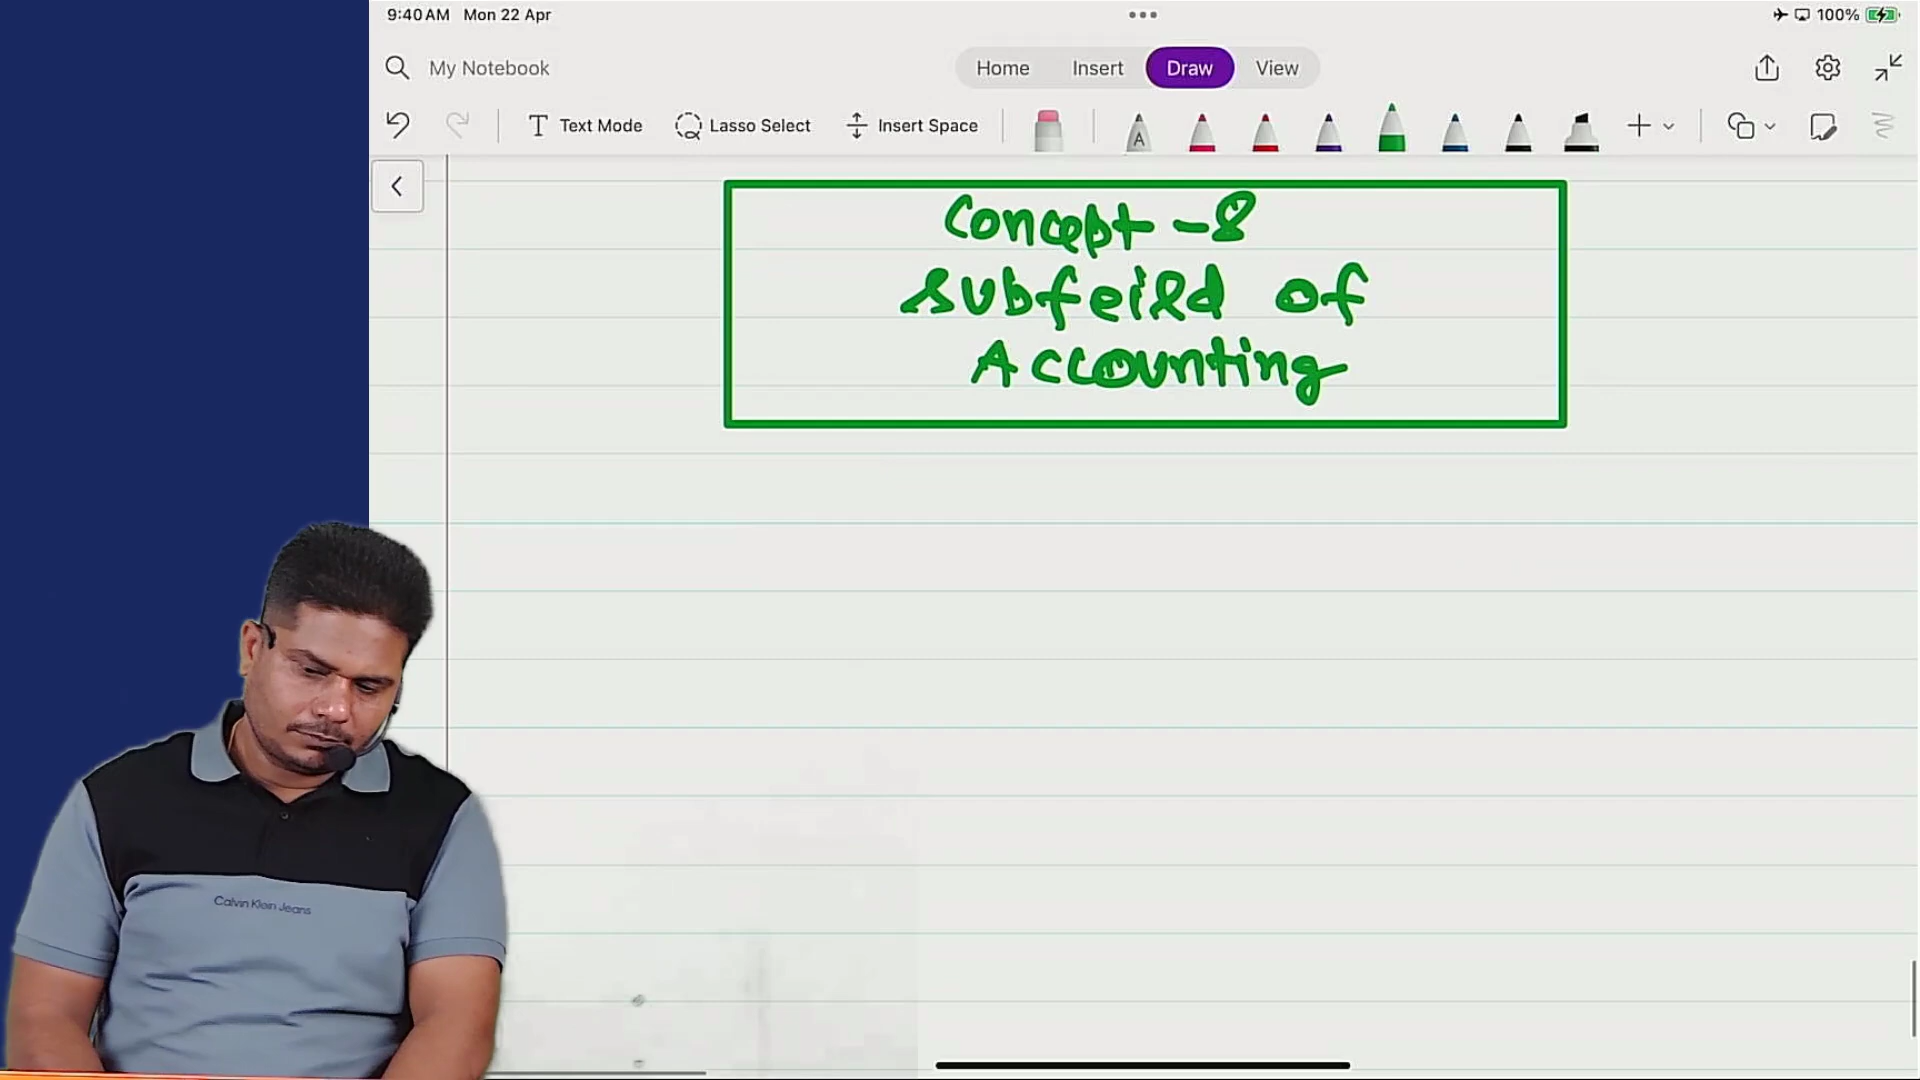 9:40 AM Mon 22 Apr
100%
My Notebook
Home Insert Draw View
Text Mode Lasso Select Insert Space
A
Concept -8
Subfeild of
Accounting
Calvin Klein Jeans